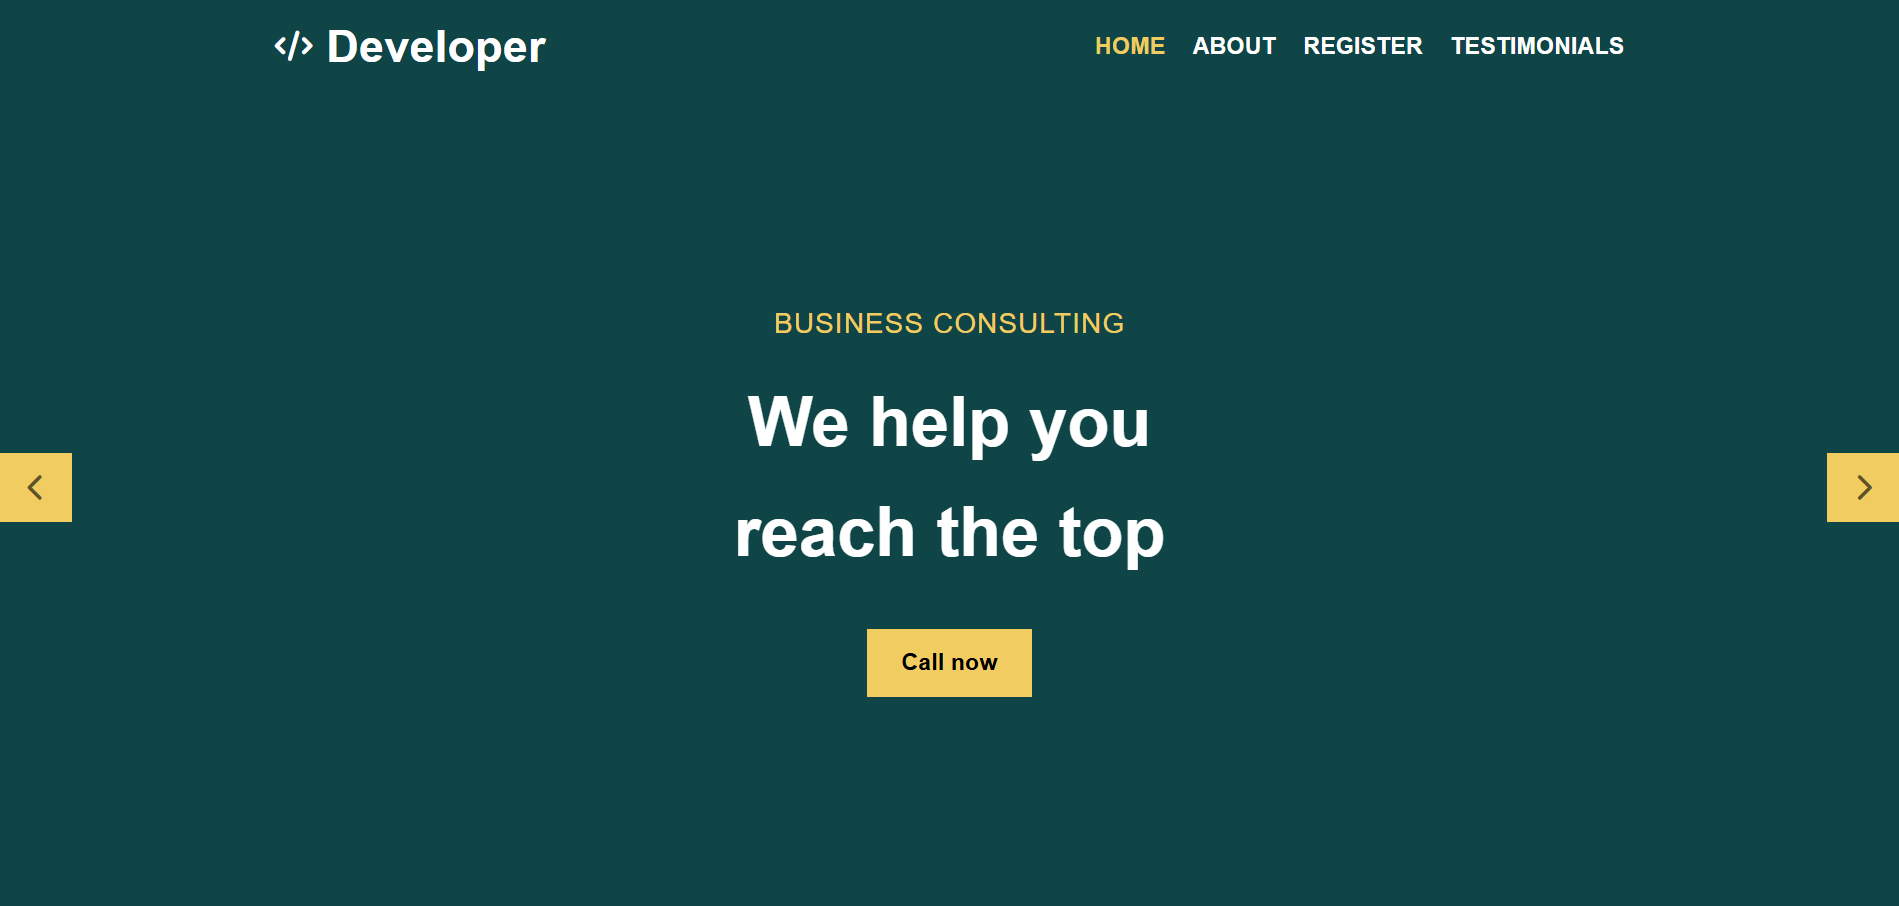 Developer
HOME ABOUT REGISTER TESTIMONIALS
BUSINESS CONSULTING
We help you
reach the top
Call now